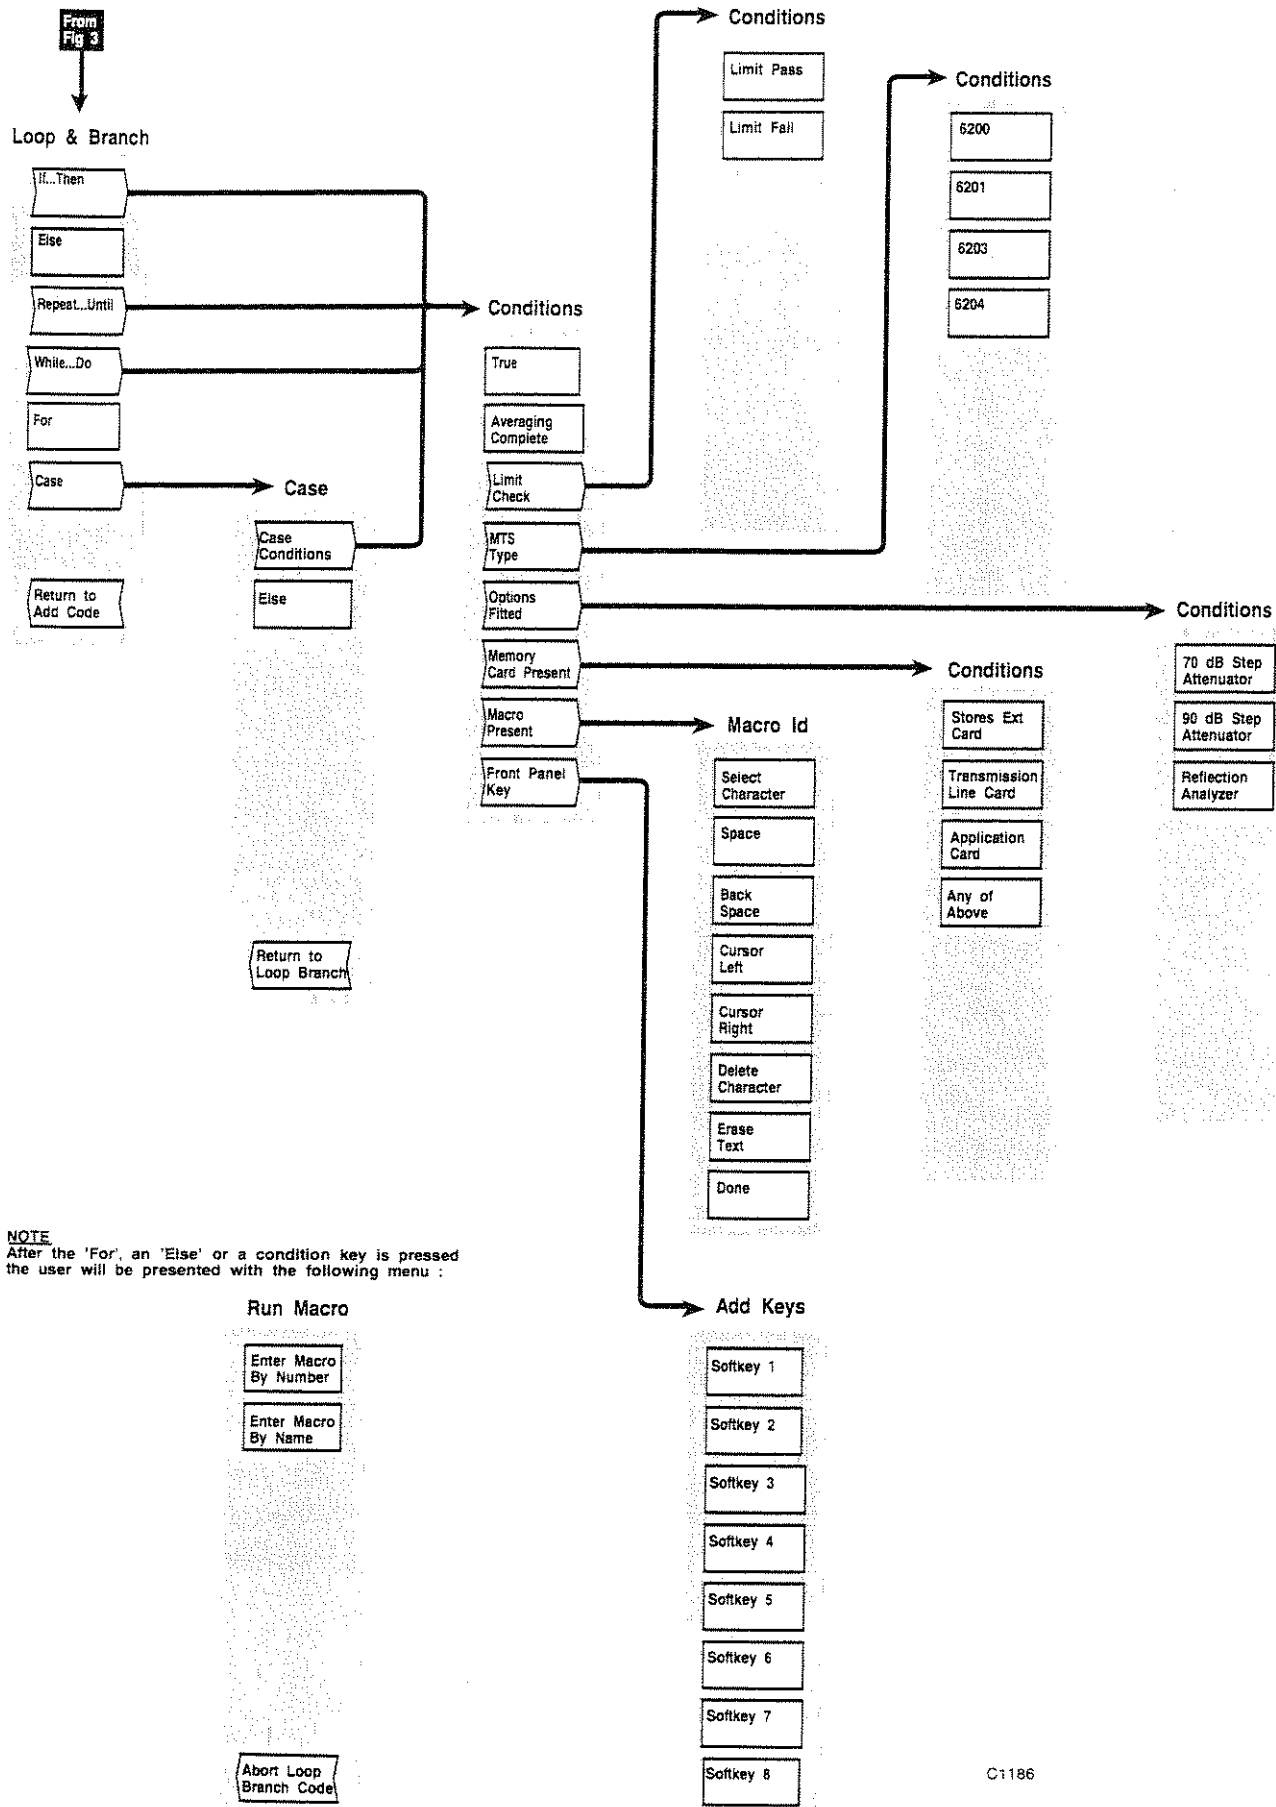 From
Fig 3
Loop & Branch
If...Then
Else
Repeat...Until
While...Do
For
Case
Return to
Add Code
Case
Case
Conditions
Else
Return to
Loop Branch
Conditions
True
Averaging
Complete
Limit
Check
MTS
Type
Options
Fitted
Memory
Card Present
Macro
Present
Front Panel
Key
Conditions
Limit Pass
Limit Fail
Conditions
6200
6201
6203
6204
Conditions
70 dB Step
Attenuator
90 dB Step
Attenuator
Reflection
Analyzer
Conditions
Stores Ext
Card
Transmission
Line Card
Application
Card
Any of
Above
Macro Id
Select
Character
Space
Back
Space
Cursor
Left
Cursor
Right
Delete
Character
Erase
Text
Done
NOTE
After the 'For', an 'Else' or a condition key is pressed
the user will be presented with the following menu :
Run Macro
Enter Macro
By Number
Enter Macro
By Name
Abort Loop
Branch Code
Add Keys
Softkey 1
Softkey 2
Softkey 3
Softkey 4
Softkey 5
Softkey 6
Softkey 7
Softkey 8
C1186